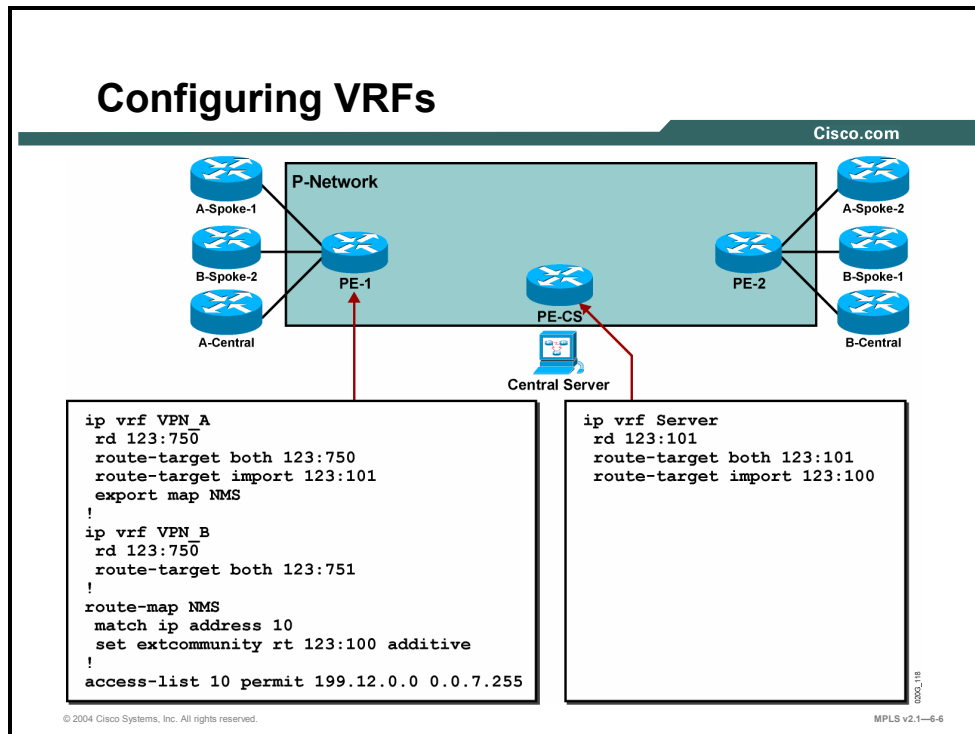 Configuring VRFs
Cisco.com
P-Network
A-Spoke-1
A-Spoke-2
B-Spoke-2
PE-1
PE-2
B-Spoke-1
PE-CS
A-Central
B-Central
Central Server
ip vrf VPN_A
rd 123:750
route-target both 123:750
route-target import 123:101
export map NMS
!
ip vrf VPN_B
rd 123:750
route-target both 123:751
!
route-map NMS
match ip address 10
set extcommunity rt 123:100 additive
!
access-list 10 permit 199.12.0.0 0.0.7.255
ip vrf Server
rd 123:101
route-target both 123:101
route-target import 123:100
020G_118
© 2004 Cisco Systems, Inc. All rights reserved.
MPLS v2.1—6-6